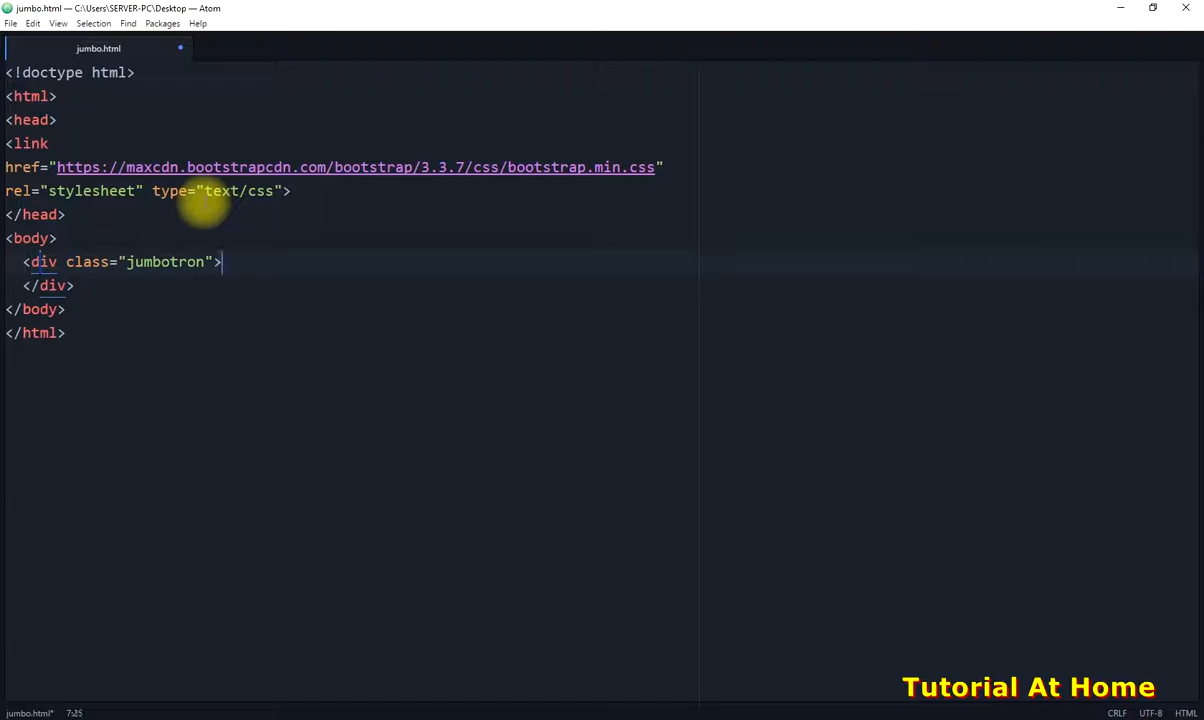 jumbo.html — C:\Users\SERVER-PC\Desktop — Atom
File Edit View Selection Find Packages Help
jumbo.html
<!doctype html>
<html>
<head>
<link
href="https://maxcdn.bootstrapcdn.com/bootstrap/3.3.7/css/bootstrap.min.css"
rel="stylesheet" type="text/css">
</head>
<body>
<div class="jumbotron">
</div>
</body>
</html>
Tutorial At Home
jumbo.html* 7:25 CRLF UTF-8 HTML